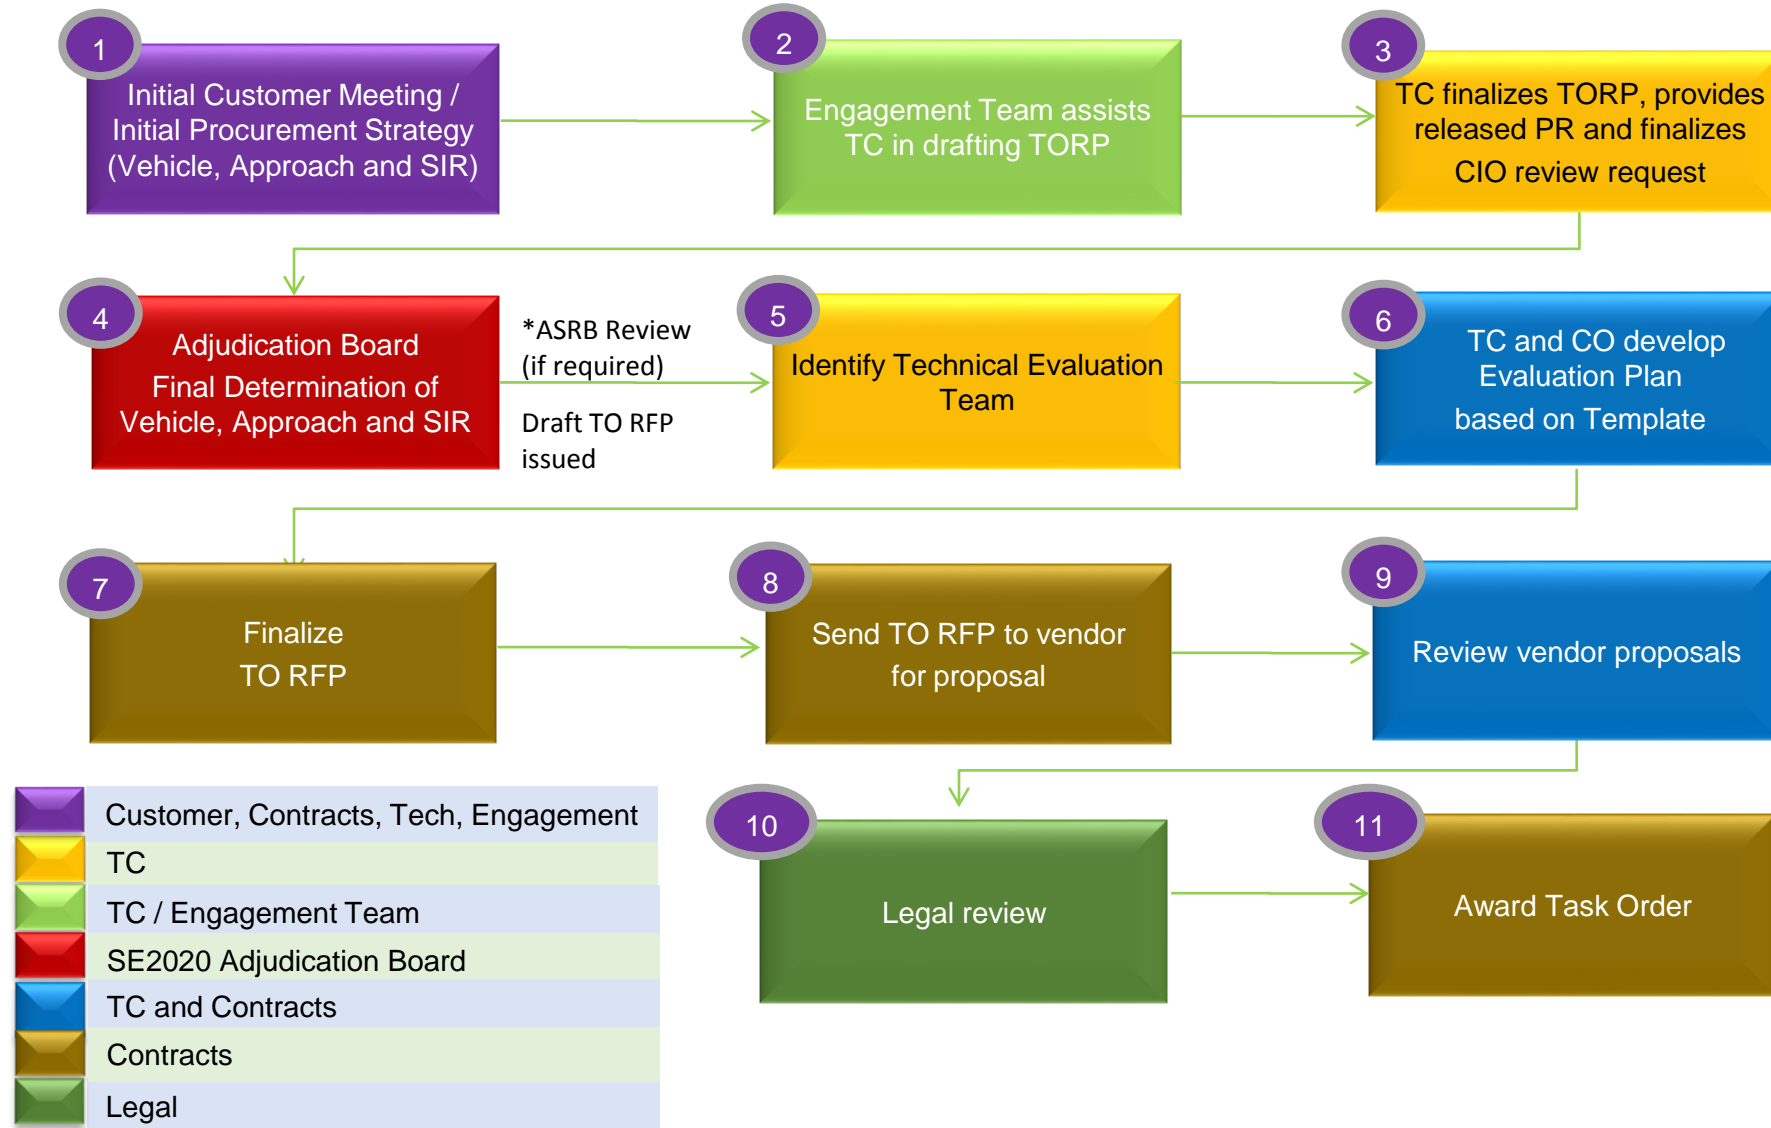 1
Initial Customer Meeting /
Initial Procurement Strategy
(Vehicle, Approach and SIR)
2
Engagement Team assists
TC in drafting TORP
3
TC finalizes TORP, provides
released PR and finalizes
CIO review request
4
Adjudication Board
Final Determination of
Vehicle, Approach and SIR
*ASRB Review
(if required)
Draft TO RFP
issued
5
Identify Technical Evaluation
Team
6
TC and CO develop
Evaluation Plan
based on Template
7
Finalize
TO RFP
8
Send TO RFP to vendor
for proposal
9
Review vendor proposals
10
Legal review
11
Award Task Order
Customer, Contracts, Tech, Engagement
TC
TC / Engagement Team
SE2020 Adjudication Board
TC and Contracts
Contracts
Legal